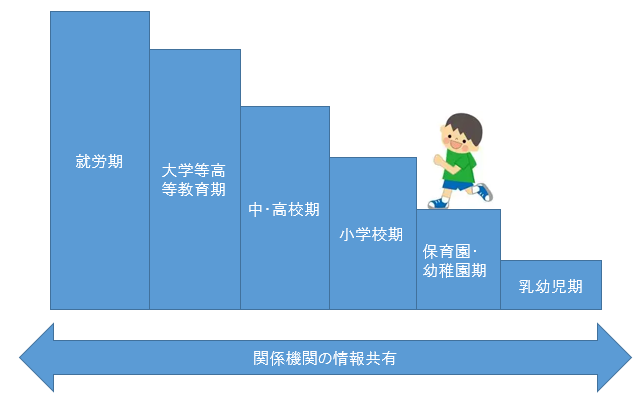 就労期
大学等高
等教育期
中・高校期
小学校期
保育園・
幼稚園期
乳幼児期
関係機関の情報共有